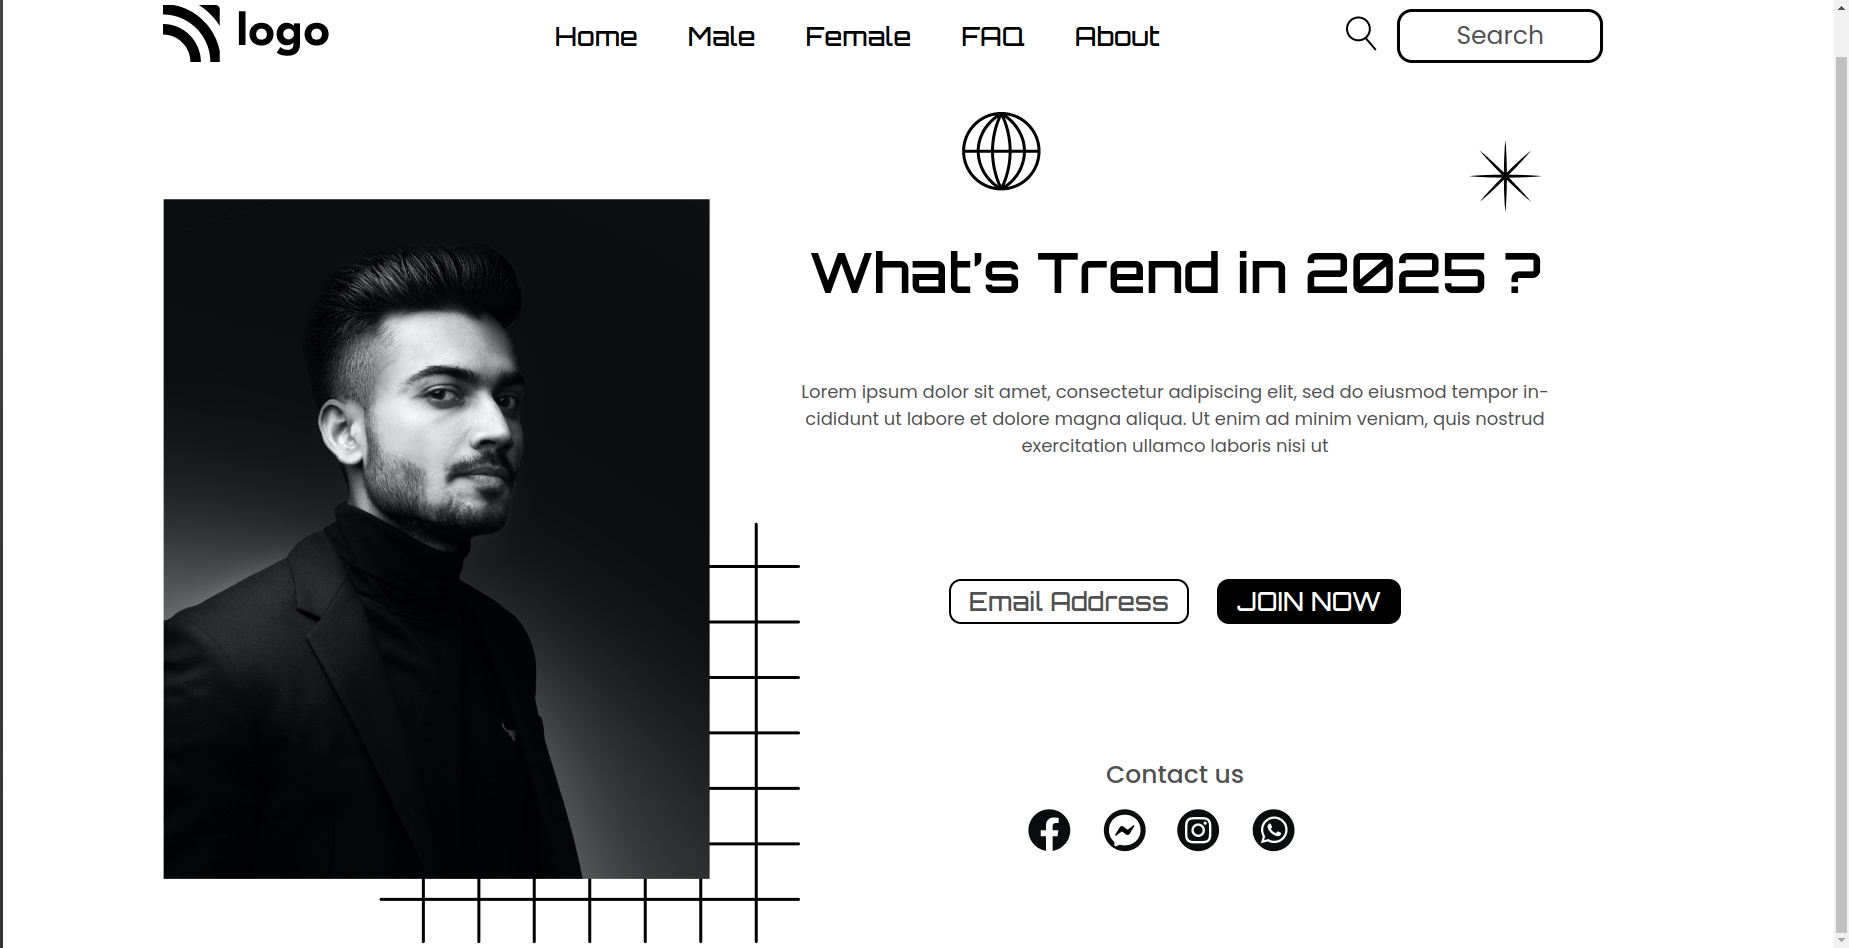 logo
Home Male Female FAQ About
Search
What's Trend in 2025 ?
Lorem ipsum dolor sit amet, consectetur adipiscing elit, sed do eiusmod tempor in-
cididunt ut labore et dolore magna aliqua. Ut enim ad minim veniam, quis nostrud
exercitation ullamco laboris nisi ut
Email Address JOIN NOW
Contact us